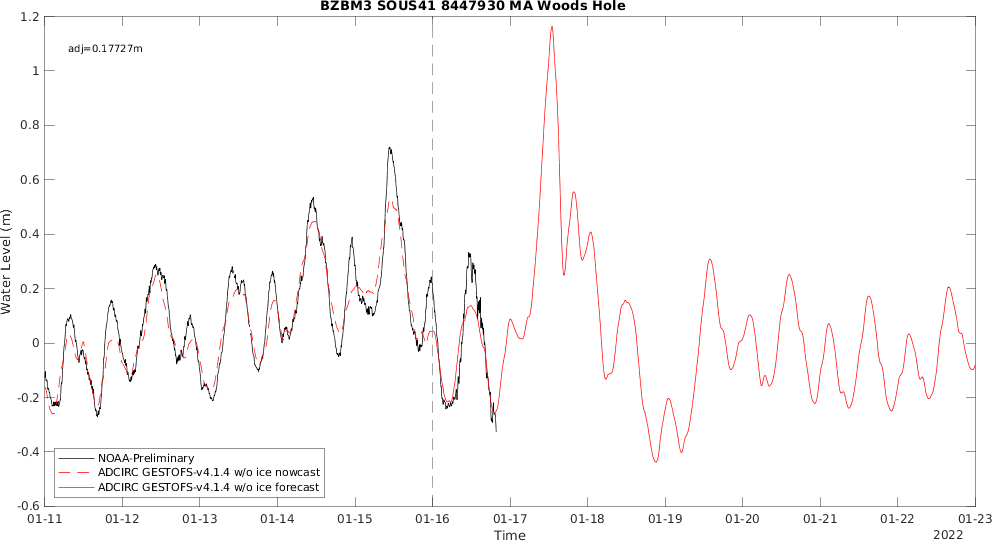 BZBM3 SOUS41 8447930 MA Woods Hole
adj=0.17727m
1.2
1
0.8
0.6
0.4
0.2
0
-0.2
-0.4
-0.6
Water Level (m)
NOAA-Preliminary
ADCIRC GESTOFS-v4.1.4 w/o ice nowcast
ADCIRC GESTOFS-v4.1.4 w/o ice forecast
01-11 01-12 01-13 01-14 01-15 01-16 01-17 01-18 01-19 01-20 01-21 01-22 01-23
Time
2022